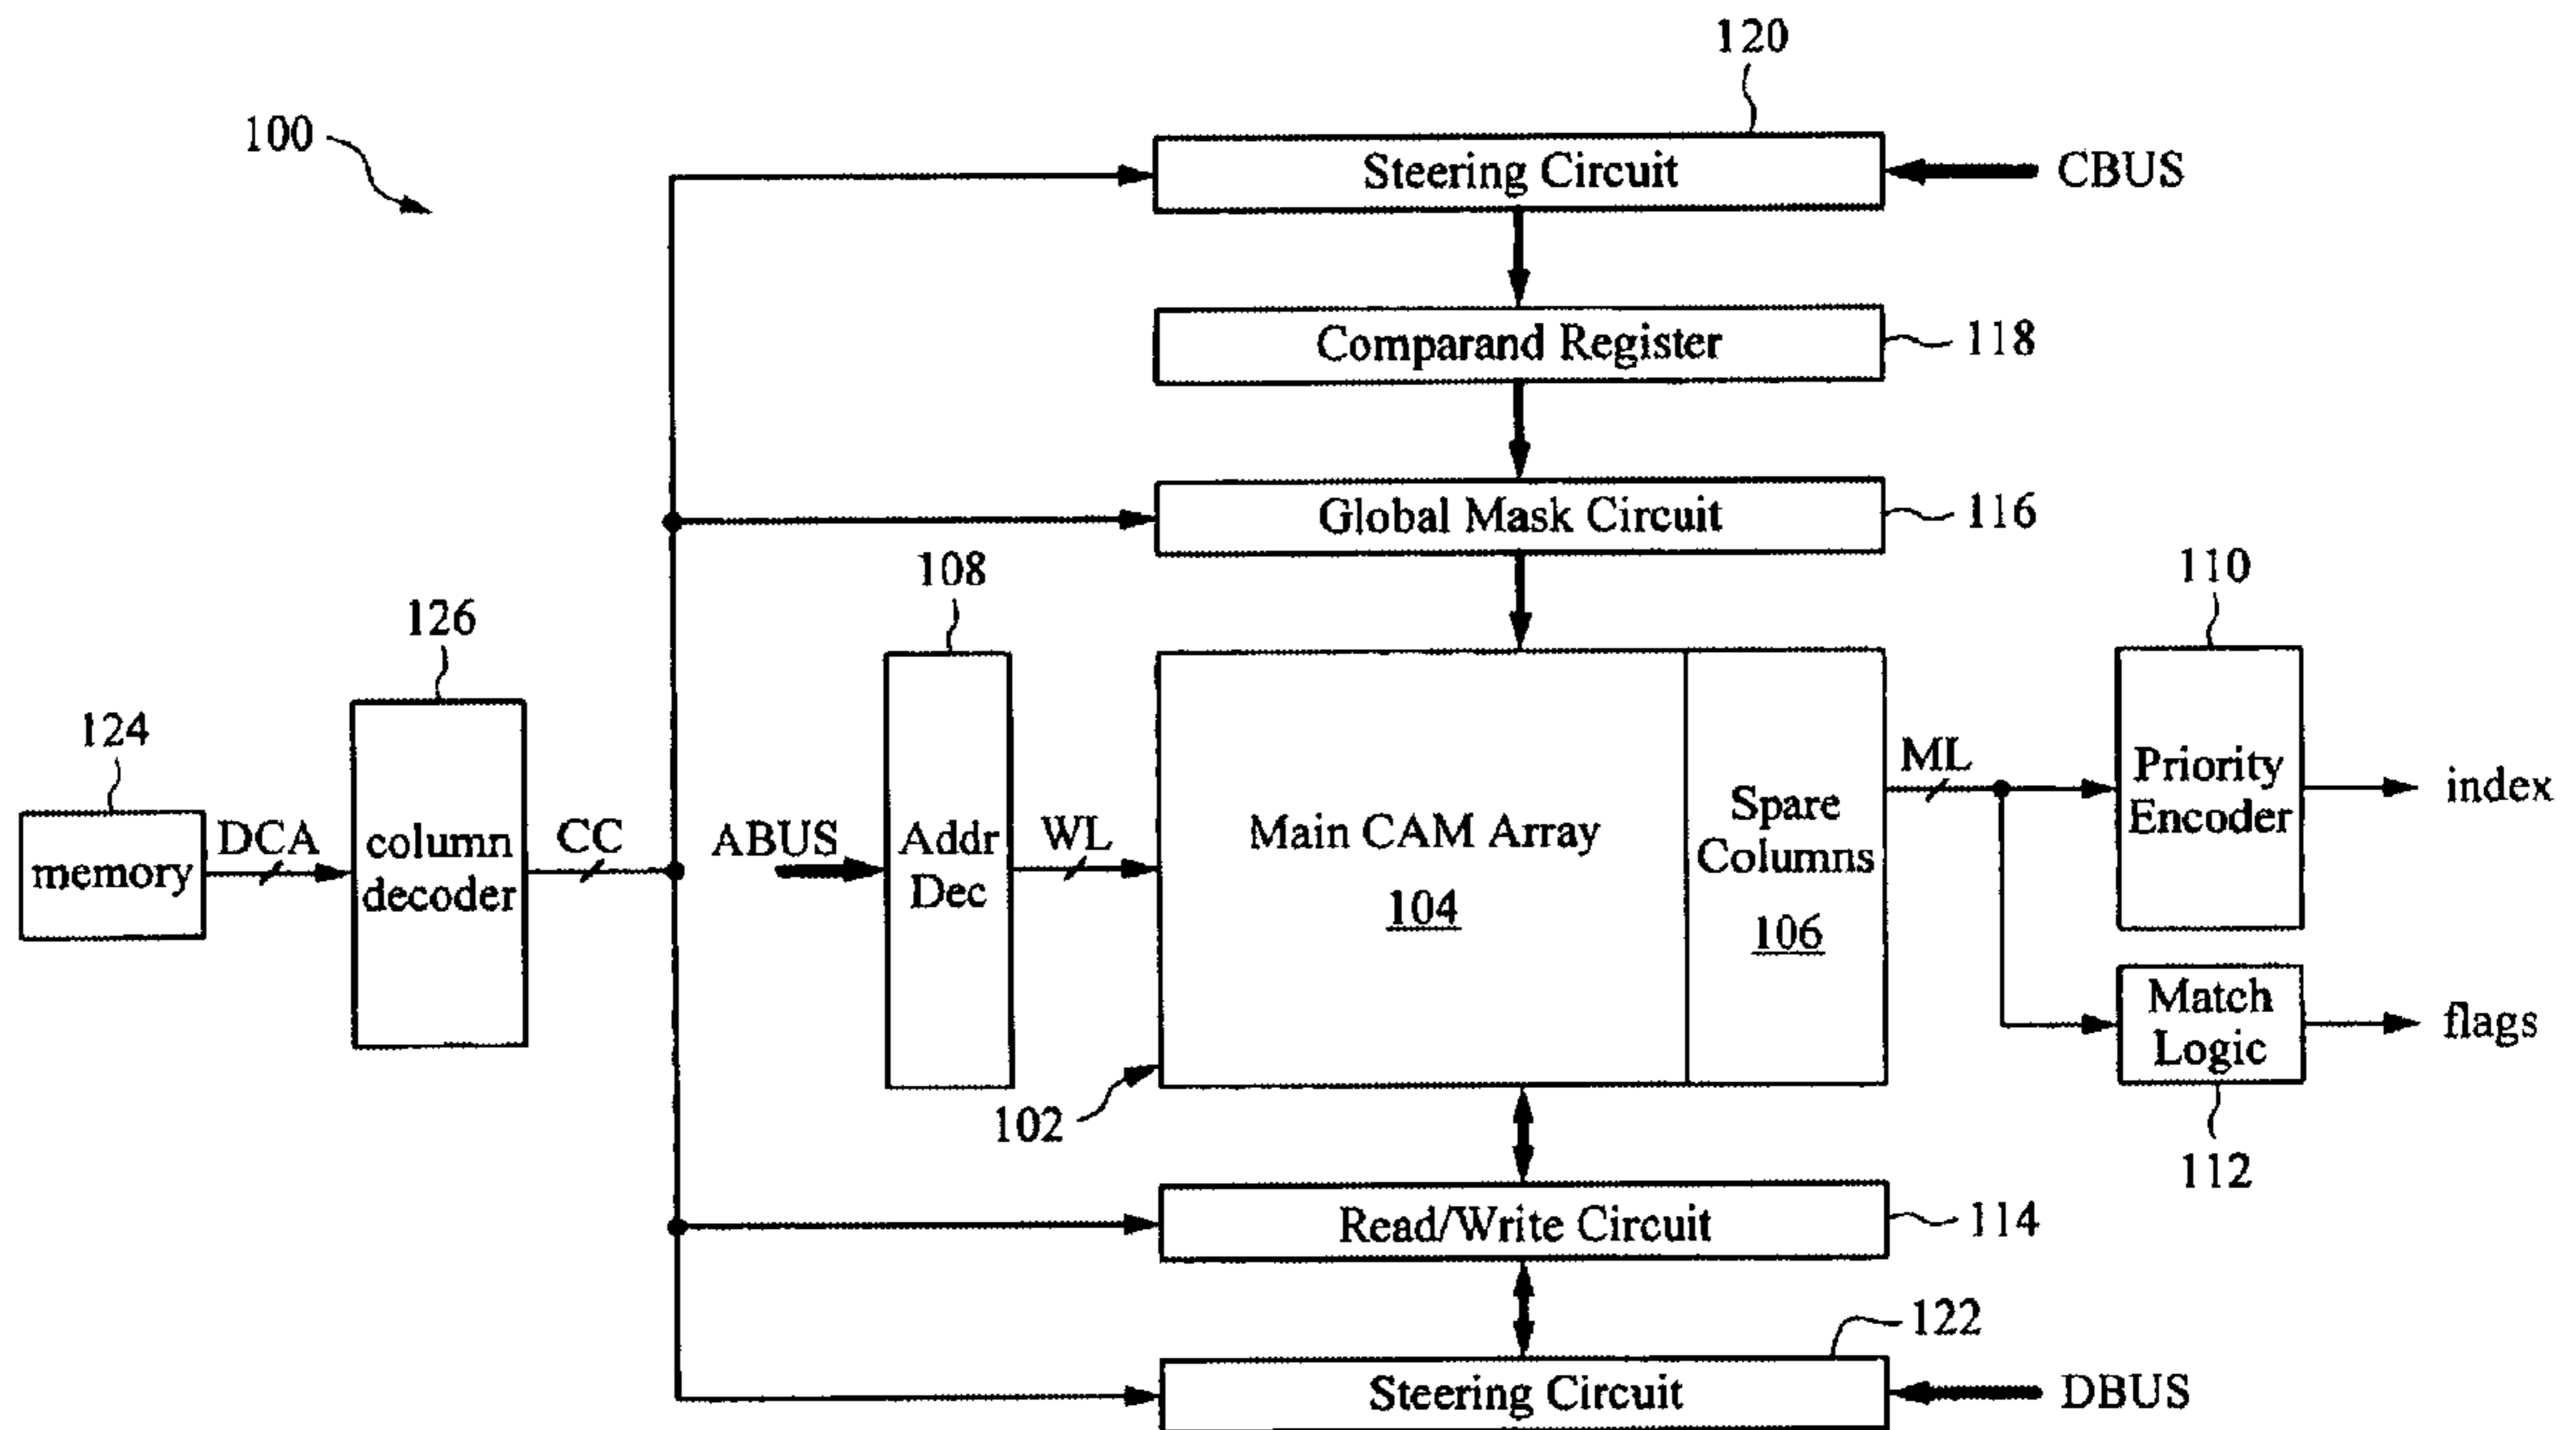 120
100
Steering Circuit
CBUS
Comparand Register
118
Global Mask Circuit
116
108
110
126
124
memory
DCA
column
decoder
CC
ABUS
Addr
Dec
WL
Main CAM Array
104
Spare
Columns
106
ML
Priority
Encoder
index
Match
Logic
flags
102
112
Read/Write Circuit
114
122
Steering Circuit
DBUS